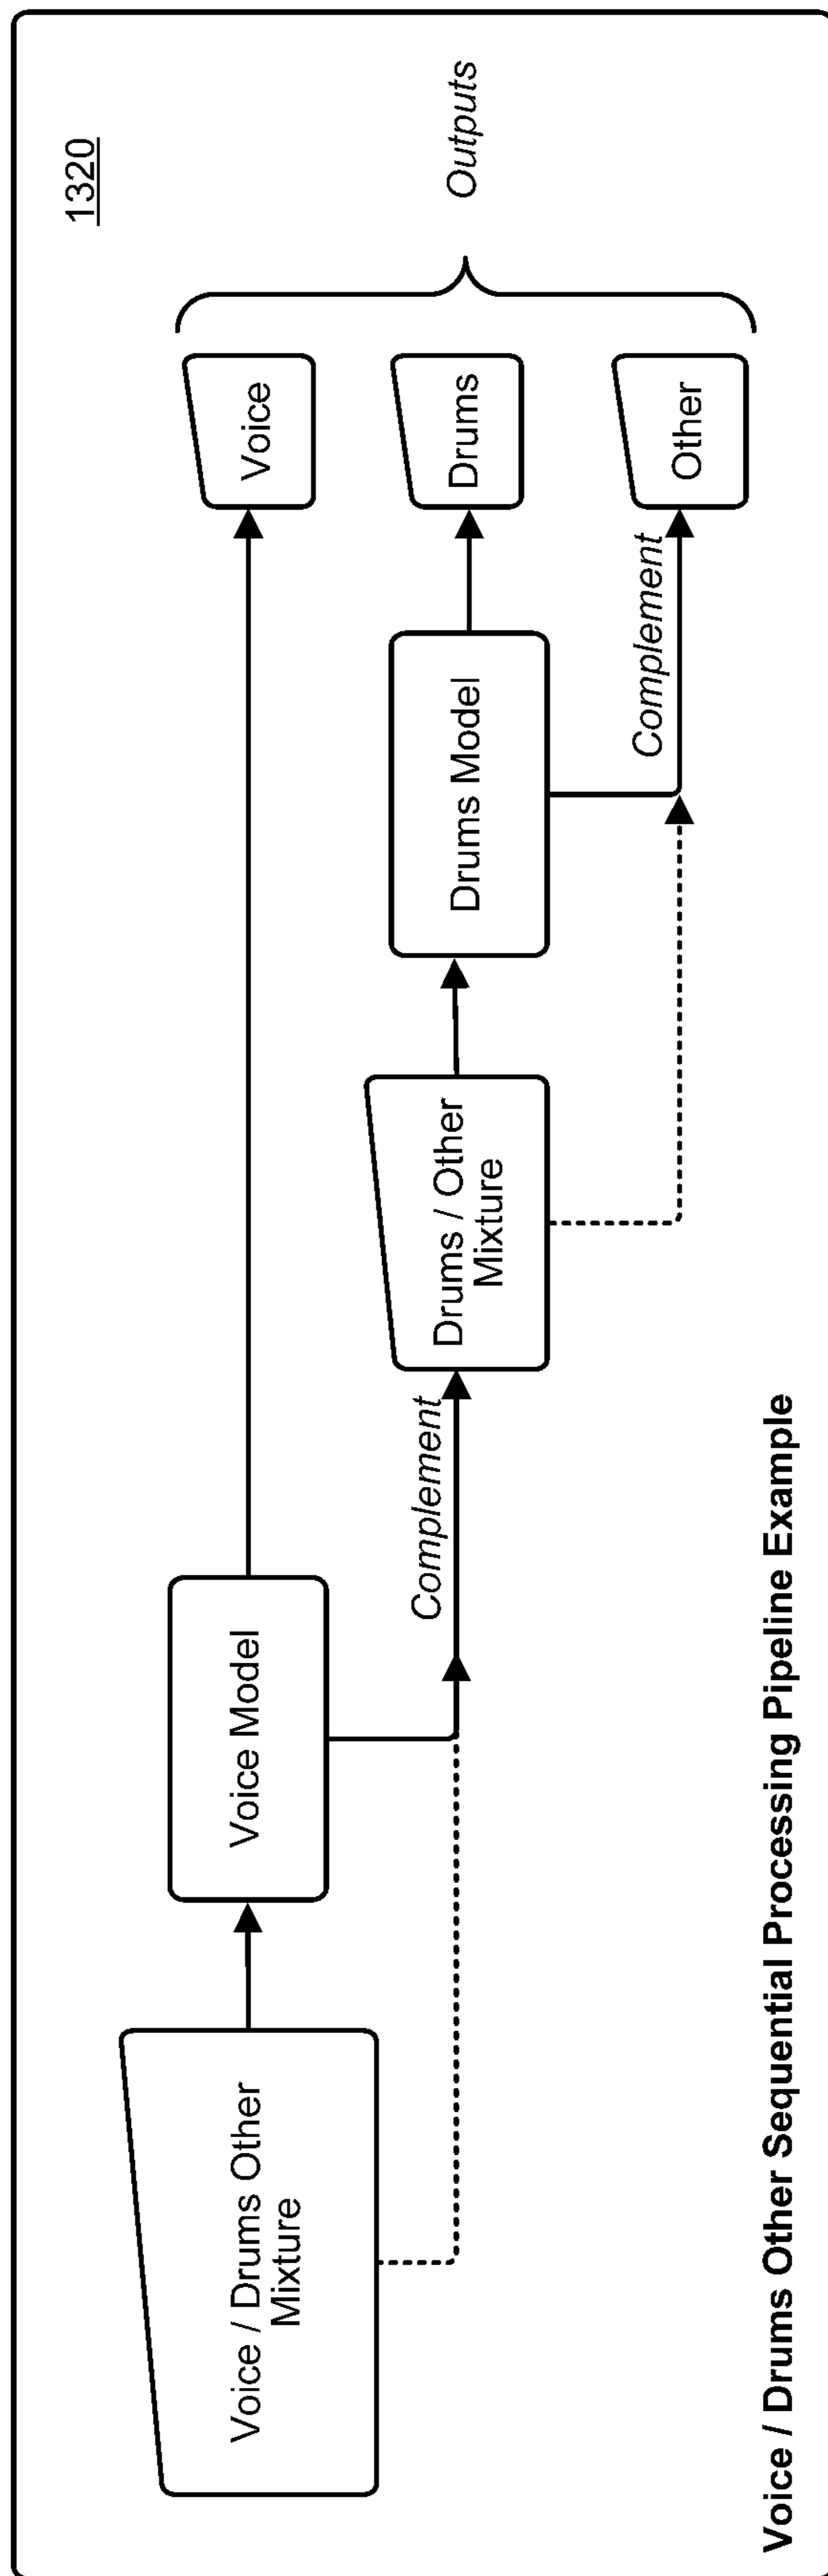 1320
Voice / Drums Other
Mixture
Voice Model
Voice
Complement
Drums / Other
Mixture
Drums Model
Drums
Complement
Other
Outputs
Voice / Drums Other Sequential Processing Pipeline Example